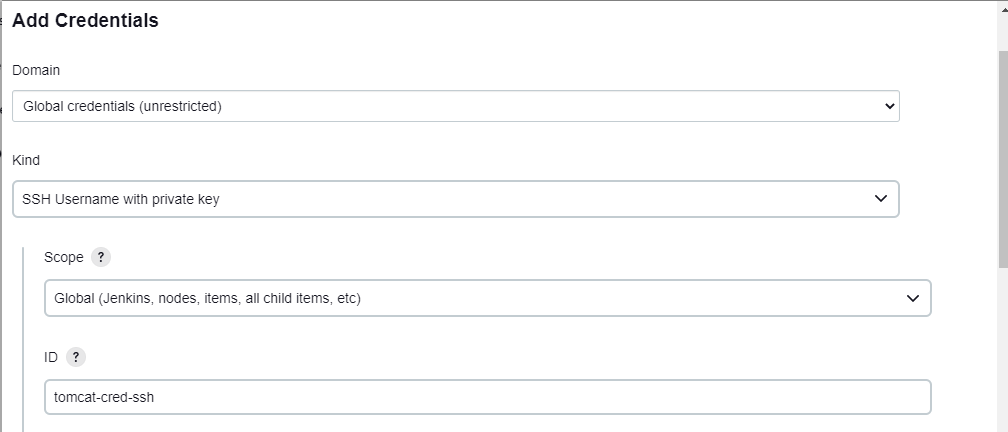 Add Credentials
Domain
Global credentials (unrestricted)
Kind
SSH Username with private key
Scope ?
Global (Jenkins, nodes, items, all child items, etc)
ID ?
tomcat-cred-ssh